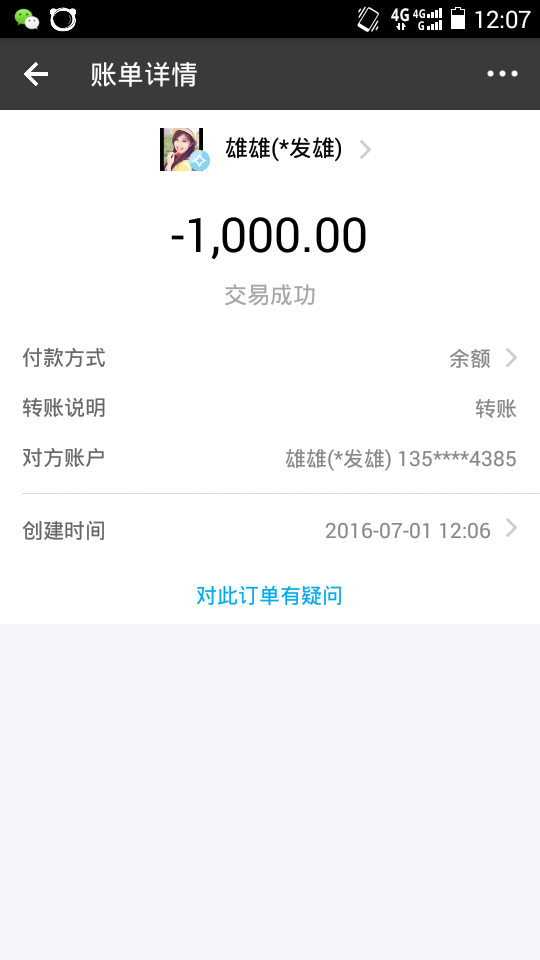 4G 4G G 12:07
账单详情
雄雄(*发雄)
-1,000.00
交易成功
付款方式 余额
转账说明 转账
对方账户 雄雄(*发雄) 135****4385
创建时间 2016-07-01 12:06
对此订单有疑问